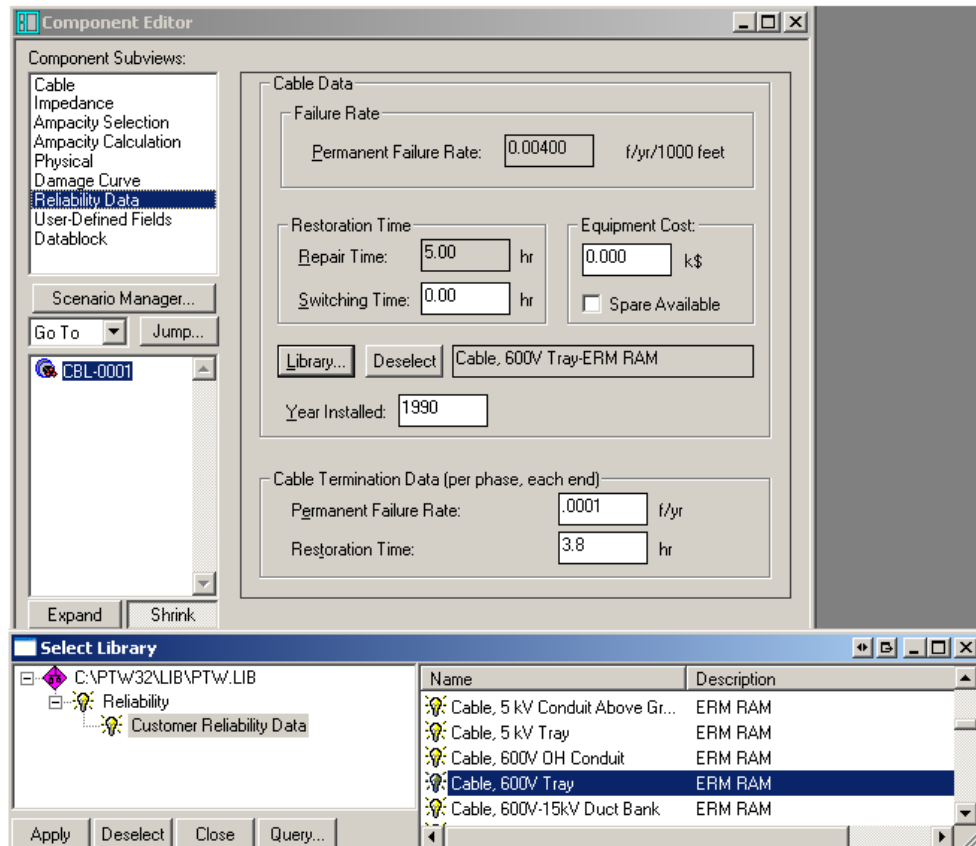 Component Editor
Component Subviews:
Cable
Impedance
Ampacity Selection
Ampacity Calculation
Physical
Damage Curve
Reliability Data
User-Defined Fields
Datablock
Scenario Manager...
Go To
Jump...
CBL-0001
Expand
Shrink
Cable Data
Failure Rate
Permanent Failure Rate: 0.00400 f/yr/1000 feet
Restoration Time
Repair Time: 5.00 hr
Switching Time: 0.00 hr
Equipment Cost:
0.000 k$
Spare Available
Library... Deselect Cable, 600V Tray-ERM RAM
Year Installed: 1990
Cable Termination Data (per phase, each end)
Permanent Failure Rate: .0001 f/yr
Restoration Time: 3.8 hr
Select Library
C:\PTW32\LIB\PTW.LIB
Reliability
Customer Reliability Data
Apply Deselect Close Query...
Name Description
Cable, 5 kV Conduit Above Gr... ERM RAM
Cable, 5 kV Tray ERM RAM
Cable, 600V OH Conduit ERM RAM
Cable, 600V Tray ERM RAM
Cable, 600V-15kV Duct Bank ERM RAM